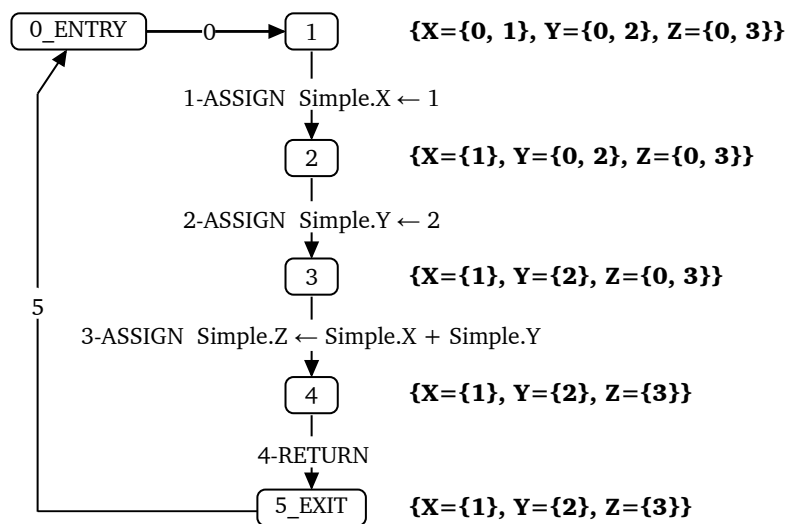 0_ENTRY 0 1 {X={0, 1}, Y={0, 2}, Z={0, 3}}
1-ASSIGN Simple.X ← 1
2 {X={1}, Y={0, 2}, Z={0, 3}}
2-ASSIGN Simple.Y ← 2
3 {X={1}, Y={2}, Z={0, 3}}
5
3-ASSIGN Simple.Z ← Simple.X + Simple.Y
4 {X={1}, Y={2}, Z={3}}
4-RETURN
5_EXIT {X={1}, Y={2}, Z={3}}